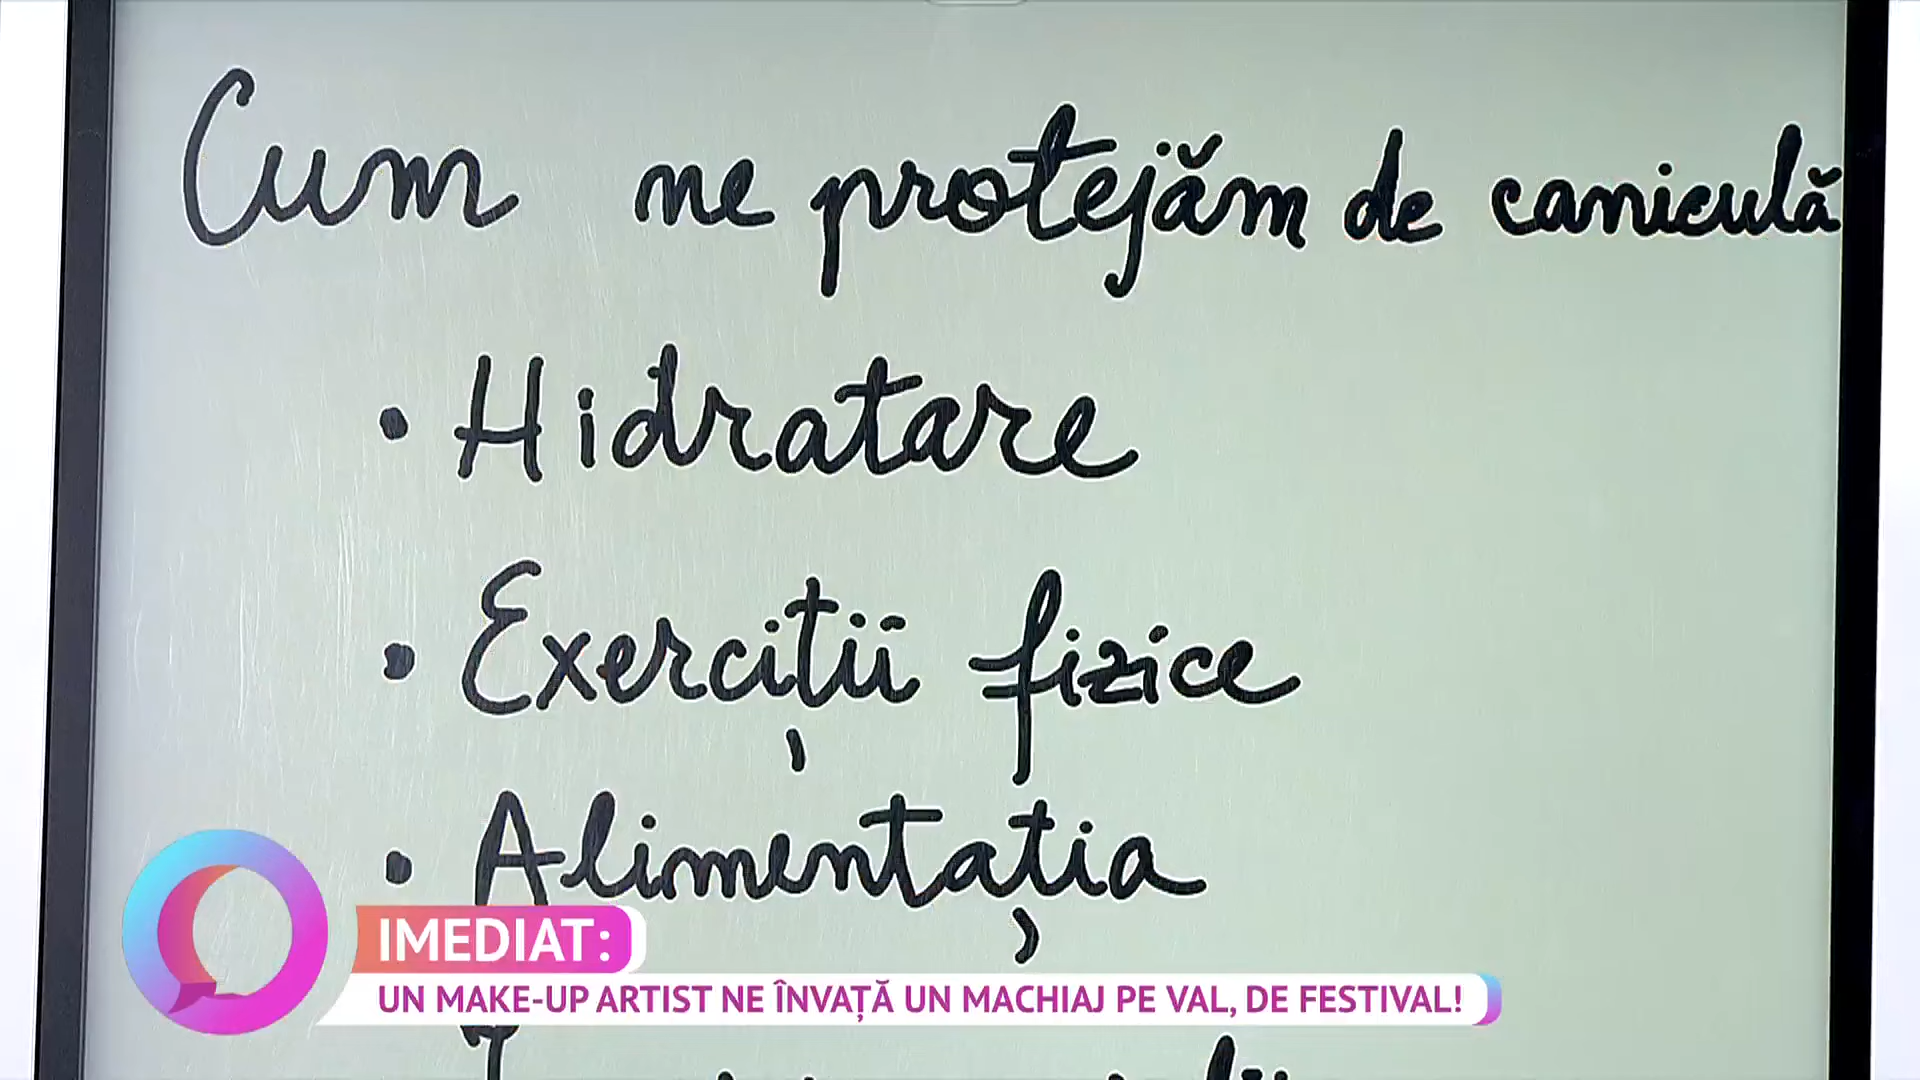 Cum ne protejăm de caniculă
• Hidratare
• Exerciții fizice
• Alimentația
IMEDIAT:
UN MAKE-UP ARTIST NE ÎNVAȚĂ UN MACHIAJ PE VAL, DE FESTIVAL!